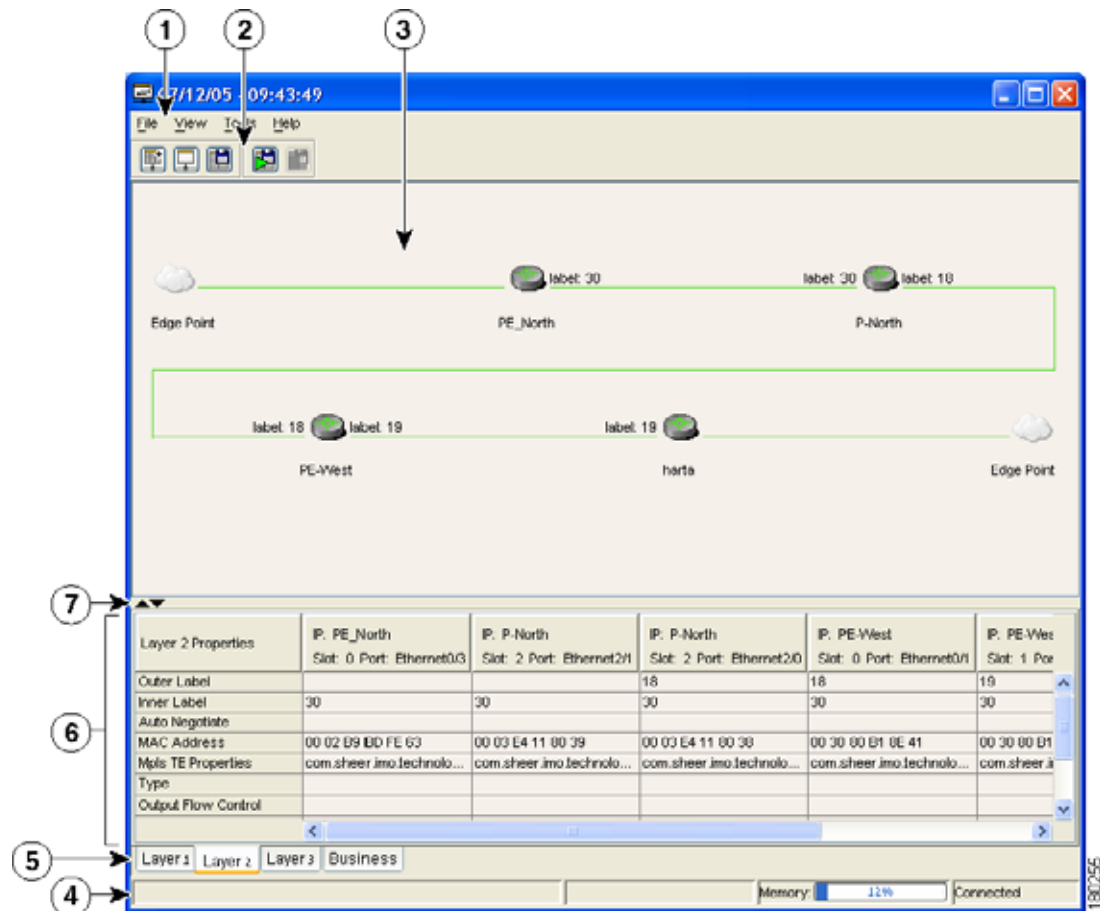 1 2 3
07/12/05 - 09:43:49
File View Tools Help
label: 30 label: 30 label: 18
Edge Point PE_North P-North
label: 18 label: 19 label: 19
PE-West harta Edge Point
7
Layer 2 Properties IP: PE_North IP: P-North IP: P-North IP: PE-West IP: PE-Wes
Slot: 0 Port: Ethernet0/3 Slot: 2 Port: Ethernet2/1 Slot: 2 Port: Ethernet2/0 Slot: 0 Port: Ethernet0/1 Slot: 1 Por
Outer Label 18 18 19
Inner Label 30 30 30 30 30
Auto Negotiate
6
MAC Address 00 02 B9 BD FE 63 00 03 E4 11 80 39 00 03 E4 11 80 38 00 30 80 B1 8E 41 00 30 80 B1
Mpls TE Properties com.sheer.imo.technolo... com.sheer.imo.technolo... com.sheer.imo.technolo... com.sheer.imo.technolo... com.sheer.i
Type
Output Flow Control
5 Layer 1 Layer 2 Layer 3 Business
4 Memory: 12% Connected
180255